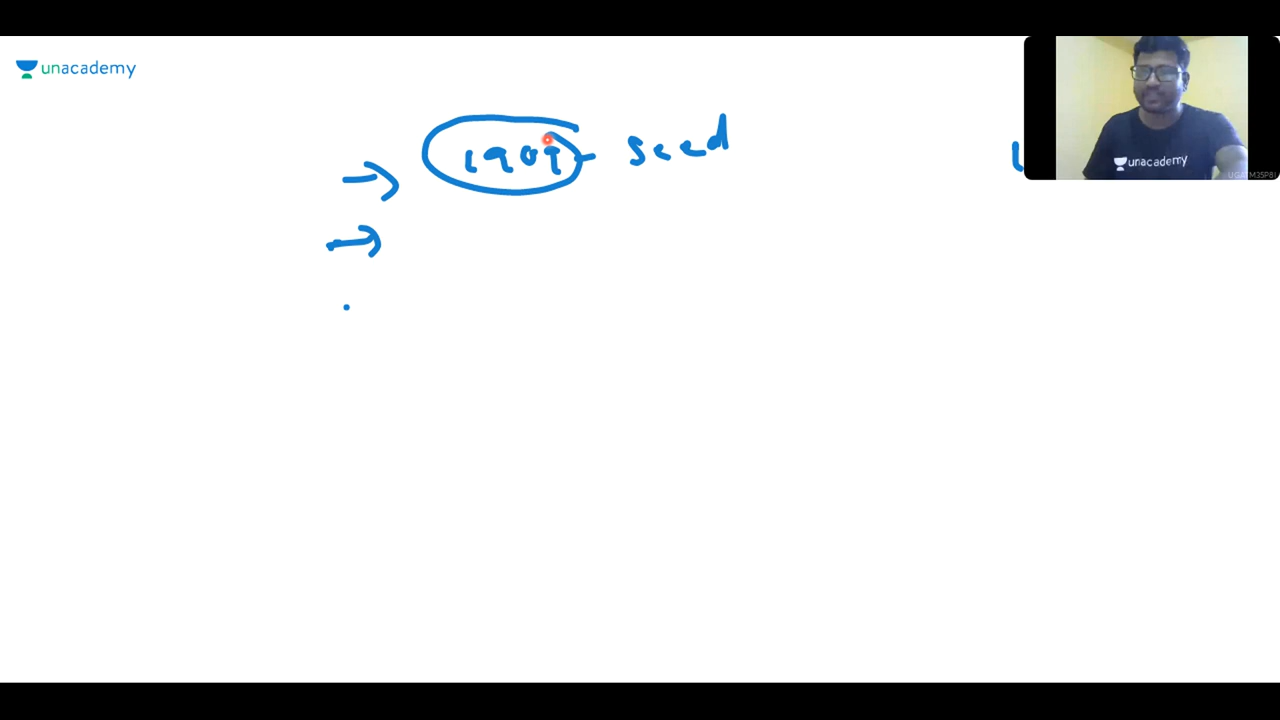 unacademy
→ 1909 - seed
→
unacademy